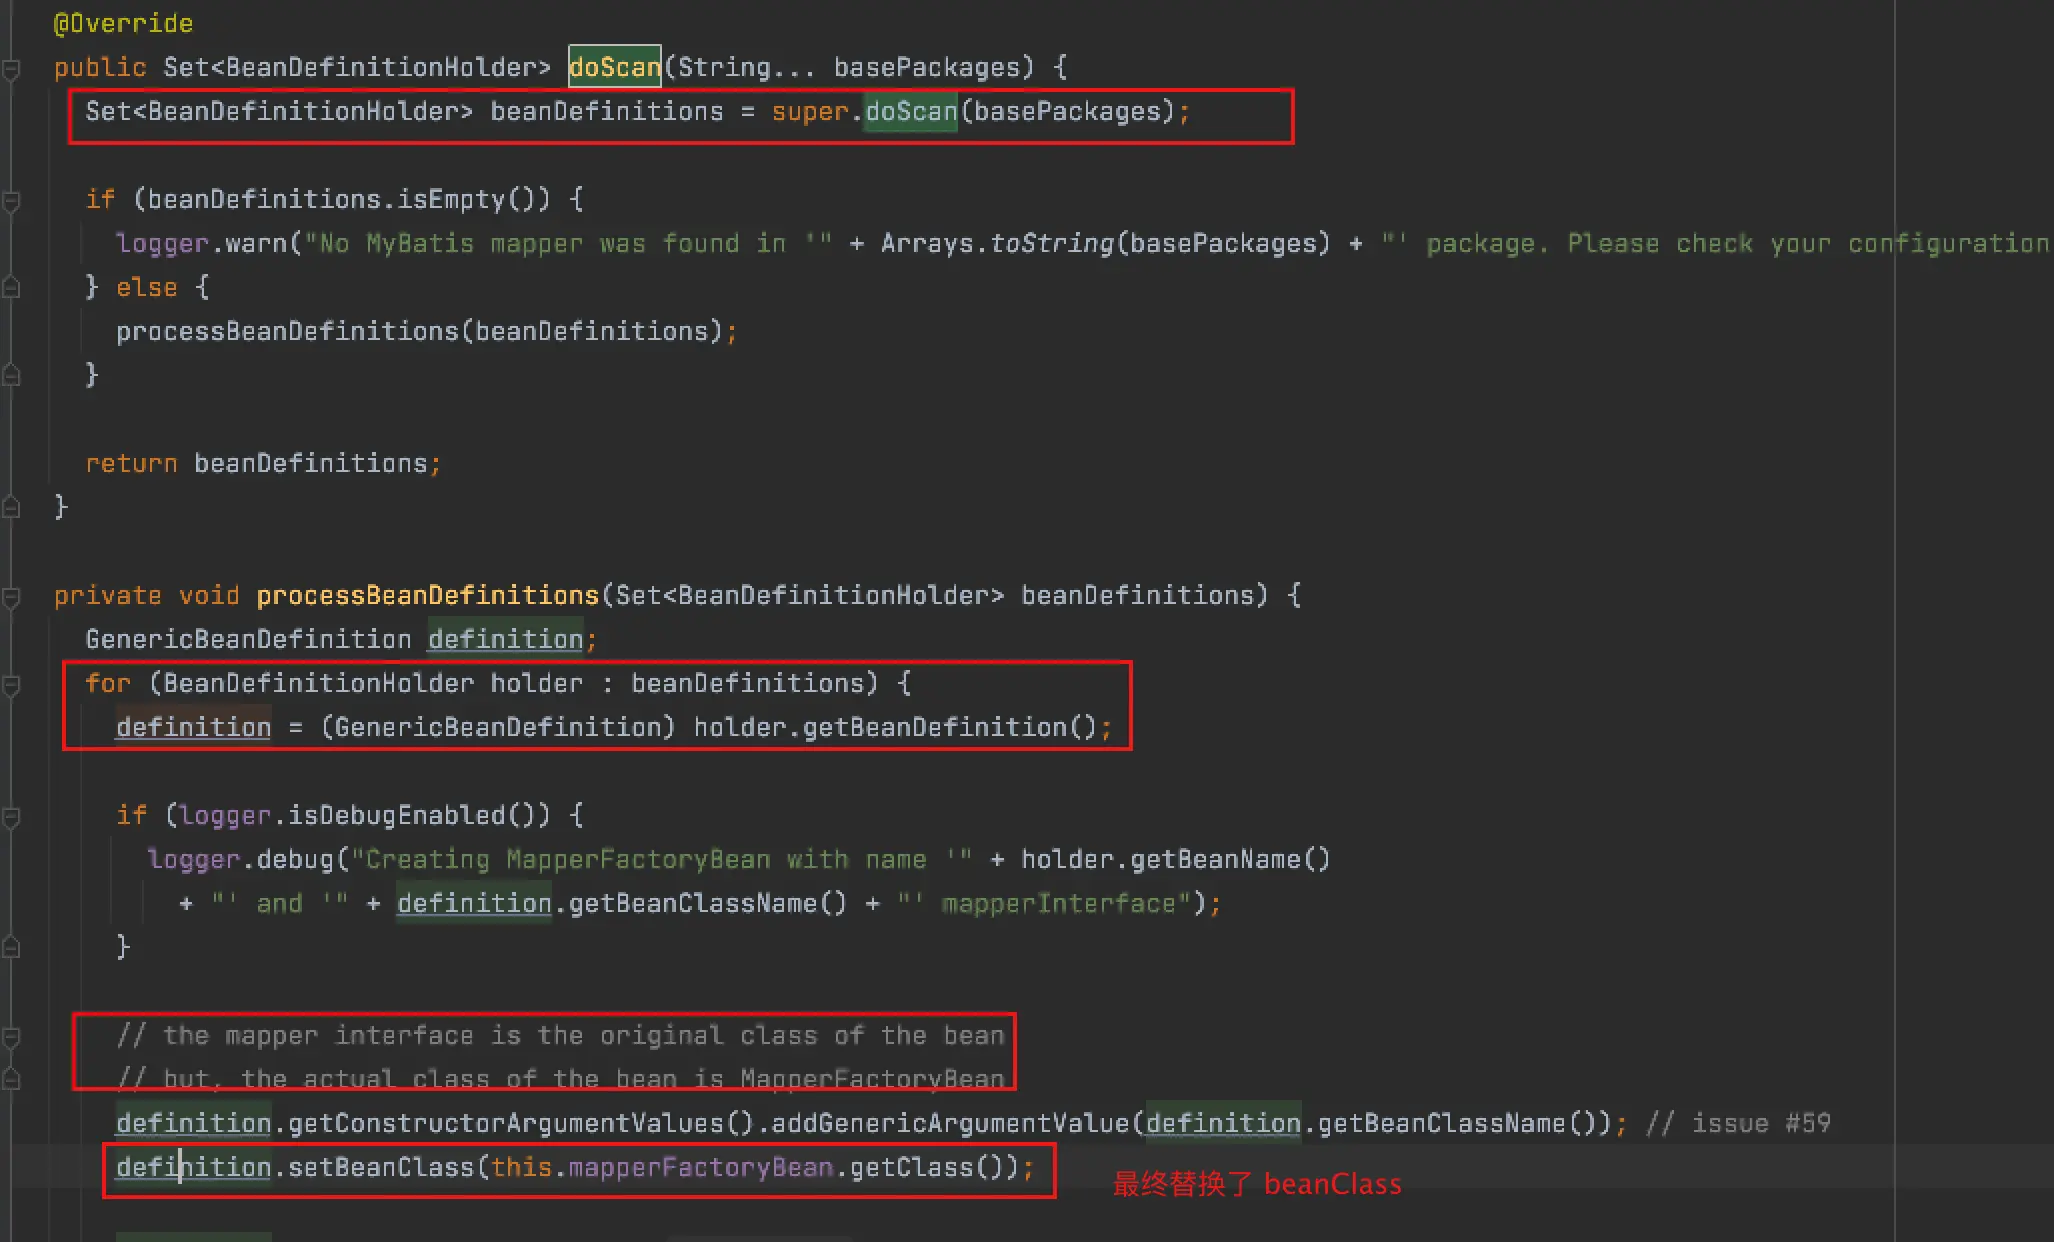 @Override
public Set<BeanDefinitionHolder> doScan(String... basePackages) {
Set<BeanDefinitionHolder> beanDefinitions = super.doScan(basePackages);
if (beanDefinitions.isEmpty()) {
logger.warn("No MyBatis mapper was found in '" + Arrays.toString(basePackages) + "' package. Please check your configuration
} else {
processBeanDefinitions(beanDefinitions);
}
return beanDefinitions;
}
private void processBeanDefinitions(Set<BeanDefinitionHolder> beanDefinitions) {
GenericBeanDefinition definition;
for (BeanDefinitionHolder holder : beanDefinitions) {
definition = (GenericBeanDefinition) holder.getBeanDefinition();
if (logger.isDebugEnabled()) {
logger.debug("Creating MapperFactoryBean with name '" + holder.getBeanName()
+ "' and '" + definition.getBeanClassName() + "' mapperInterface");
}
// the mapper interface is the original class of the bean
// but, the actual class of the bean is MapperFactoryBean
definition.getConstructorArgumentValues().addGenericArgumentValue(definition.getBeanClassName()); // issue #59
definition.setBeanClass(this.mapperFactoryBean.getClass());
最终替换了 beanClass